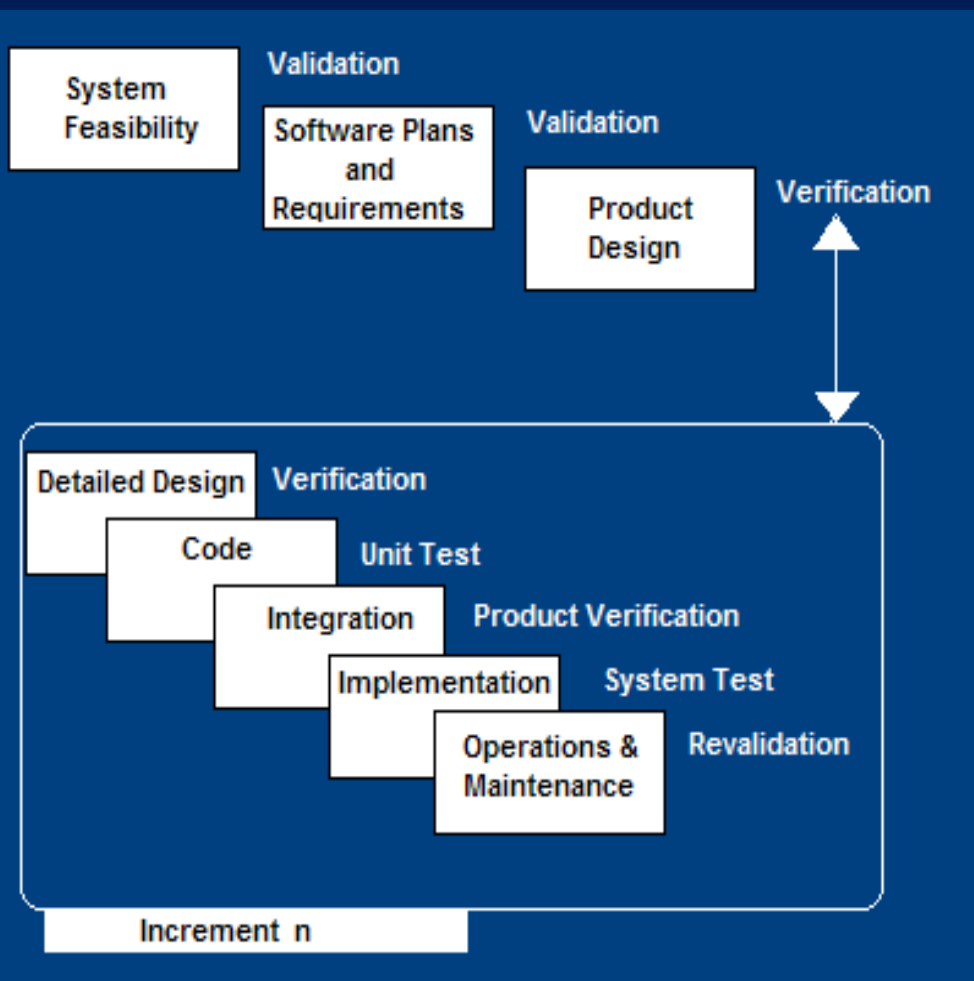 Validation
System
Feasibility
Validation
Software Plans
and
Requirements
Verification
Product
Design
Detailed Design
Verification
Code
Unit Test
Integration
Product Verification
Implementation
System Test
Operations &
Maintenance
Revalidation
Increment n